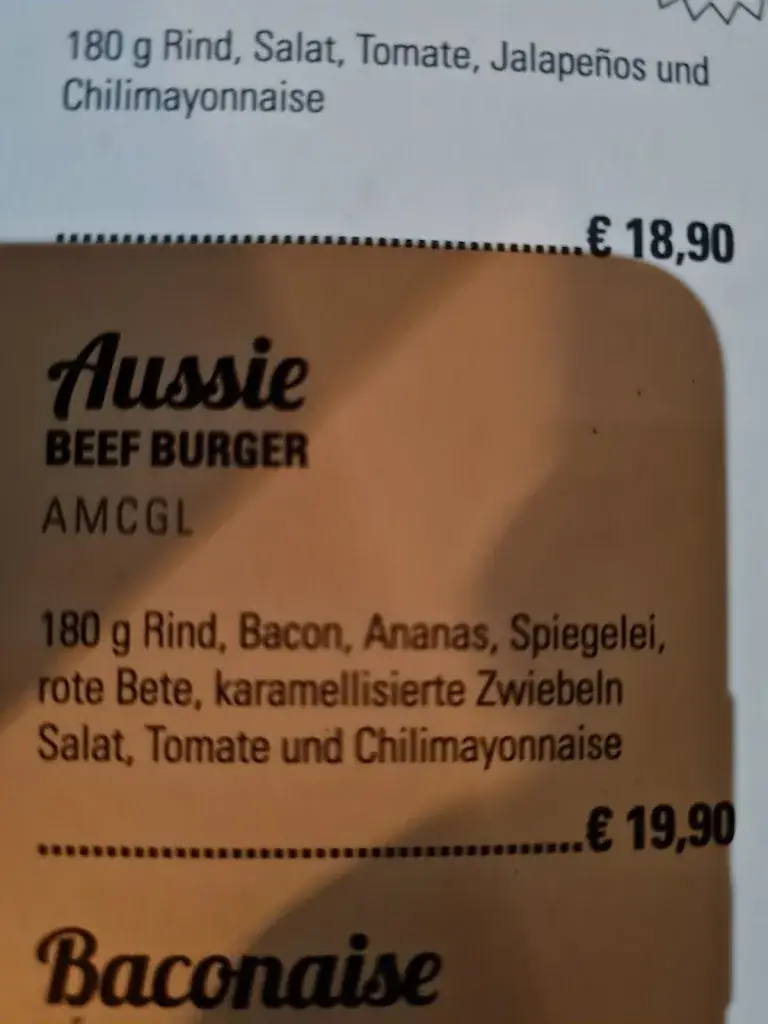 180 g Rind, Salat, Tomate, Jalapeños und
Chilimayonnaise
€ 18,90
Aussie
BEEF BURGER
AMCGL
180 g Rind, Bacon, Ananas, Spiegelei,
rote Bete, karamellisierte Zwiebeln
Salat, Tomate und Chilimayonnaise
€ 19,90
Baconaise